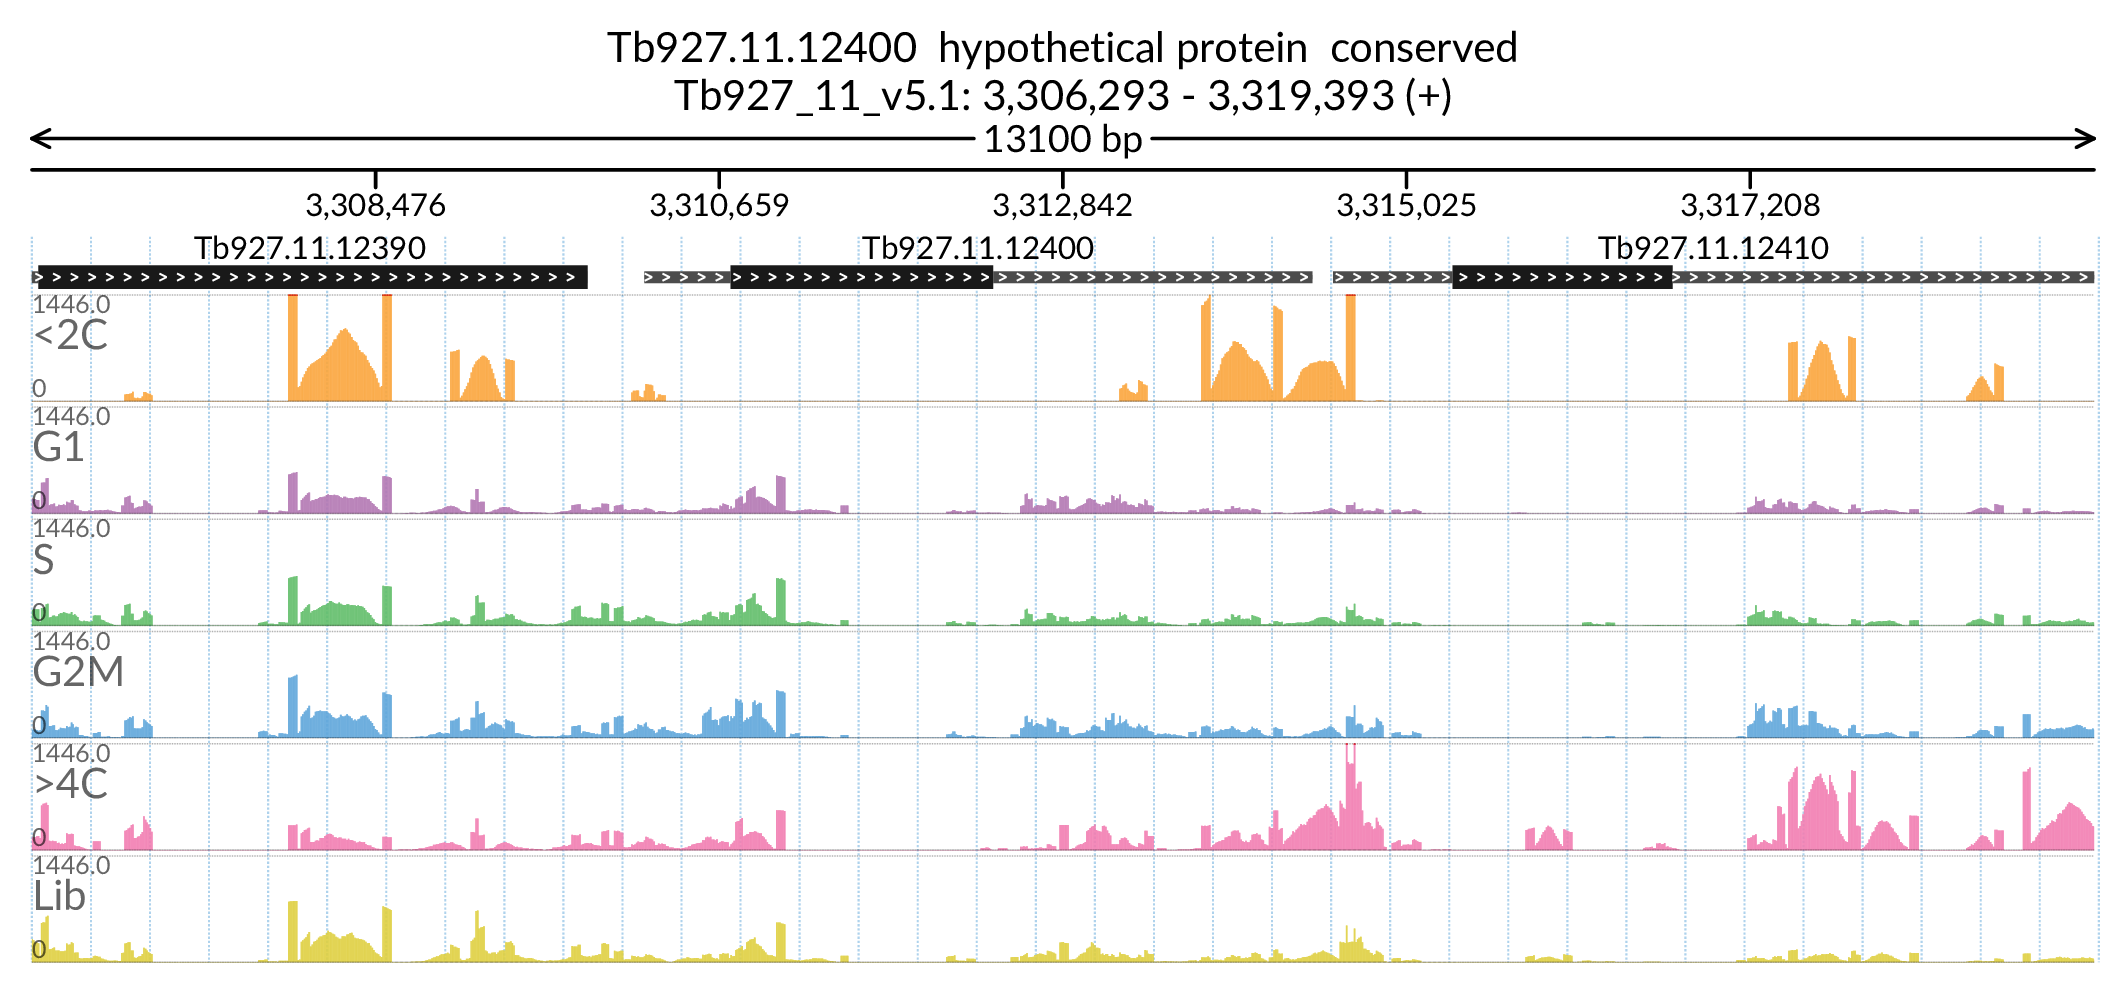 Tb927.11.12400  hypothetical protein  conserved
Tb927_11_v5.1: 3,306,293 - 3,319,393 (+)
13100 bp
3,308,476 3,310,659 3,312,842 3,315,025 3,317,208
Tb927.11.12390 Tb927.11.12400 Tb927.11.12410
1446.0
<2C
0
1446.0
G1
0
1446.0
S
0
1446.0
G2M
0
1446.0
>4C
0
1446.0
Lib
0